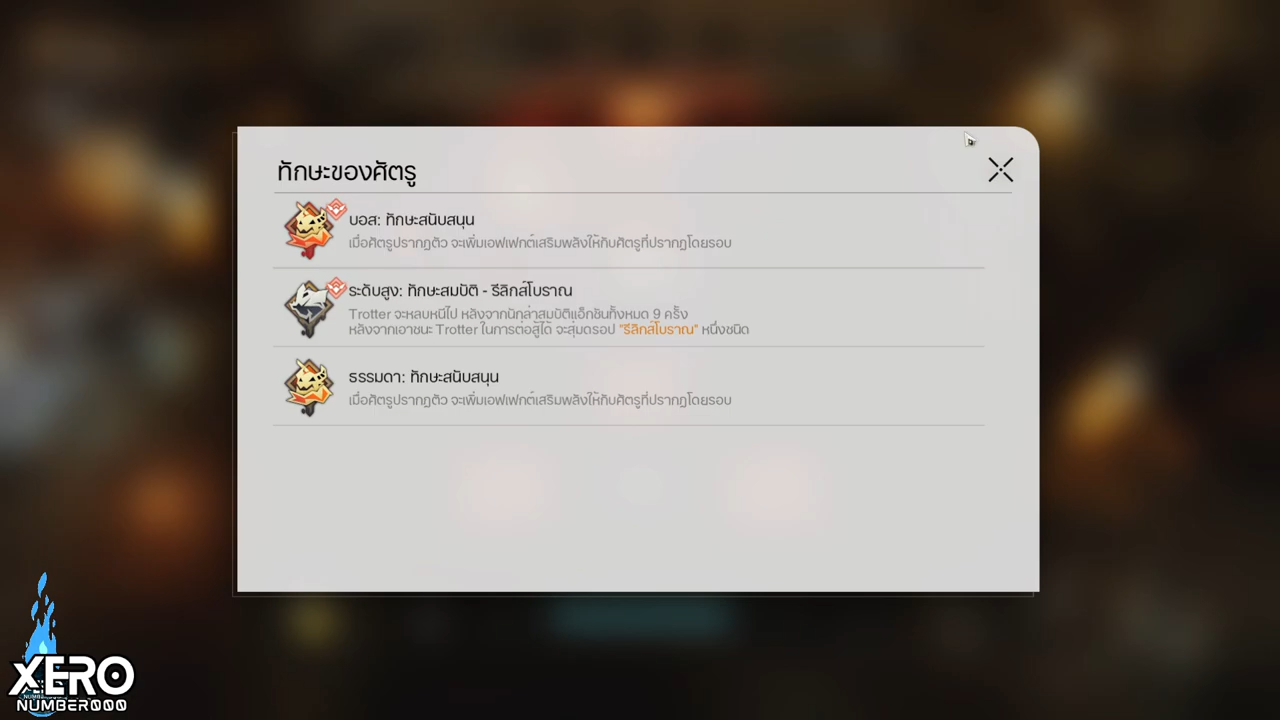 ทักษะของศัตรู
บอส: ทักษะสนับสนุน
เมื่อศัตรูปรากฏตัว จะเพิ่มเอฟเฟกต์เสริมพลังให้กับศัตรูที่ปรากฏโดยรอบ
ระดับสูง: ทักษะสมบัติ - รีลิกส์โบราณ
Trotter จะหลบหนีไป หลังจากนักล่าสมบัติแอ็กชันทั้งหมด 9 ครั้ง
หลังจากเอาชนะ Trotter ในการต่อสู้ได้ จะสุ่มดรอป "รีลิกส์โบราณ" หนึ่งชนิด
ธรรมดา: ทักษะสนับสนุน
เมื่อศัตรูปรากฏตัว จะเพิ่มเอฟเฟกต์เสริมพลังให้กับศัตรูที่ปรากฏโดยรอบ
XERO
NUMBER000